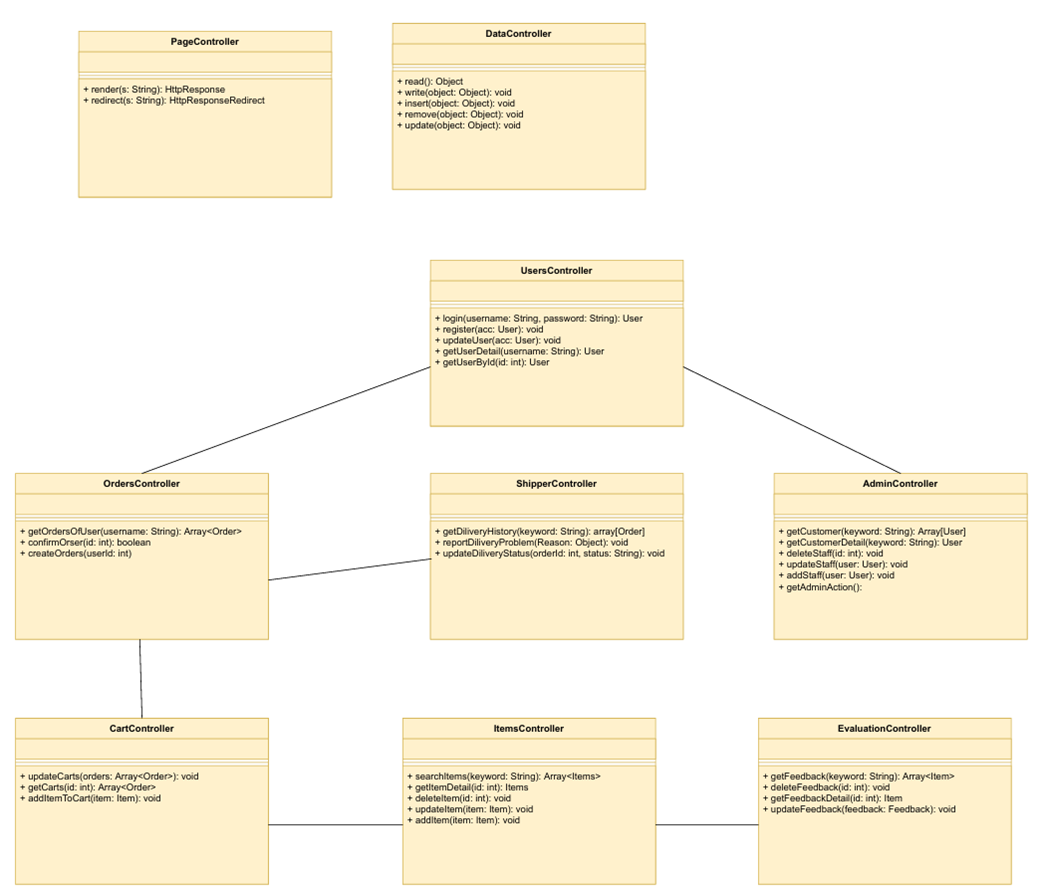 PageController
+ render(s: String): HttpResponse
+ redirect(s: String): HttpResponseRedirect
DataController
+ read(): Object
+ write(object: Object): void
+ insert(object: Object): void
+ remove(object: Object): void
+ update(object: Object): void
UsersController
+ login(username: String, password: String): User
+ register(acc: User): void
+ updateUser(acc: User): void
+ getUserDetail(username: String): User
+ getUserById(id: int): User
OrdersController
+ getOrdersOfUser(username: String): Array<Order>
+ confirmOrser(id: int): boolean
+ createOrders(userId: int)
ShipperController
+ getDiliveryHistory(keyword: String): array[Order]
+ reportDiliveryProblem(Reason: Object): void
+ updateDiliveryStatus(orderId: int, status: String): void
AdminController
+ getCustomer(keyword: String): Array[User]
+ getCustomerDetail(keyword: String): User
+ deleteStaff(id: int): void
+ updateStaff(user: User): void
+ addStaff(user: User): void
+ getAdminAction():
CartController
+ updateCarts(orders: Array<Order>): void
+ getCarts(id: int): Array<Order>
+ addItemToCart(item: Item): void
ItemsController
+ searchItems(keyword: String): Array<Items>
+ getItemDetail(id: int): Items
+ deleteItem(id: int): void
+ updateItem(item: Item): void
+ addItem(item: Item): void
EvaluationController
+ getFeedback(keyword: String): Array<Item>
+ deleteFeedback(id: int): void
+ getFeedbackDetail(id: int): Item
+ updateFeedback(feedback: Feedback): void